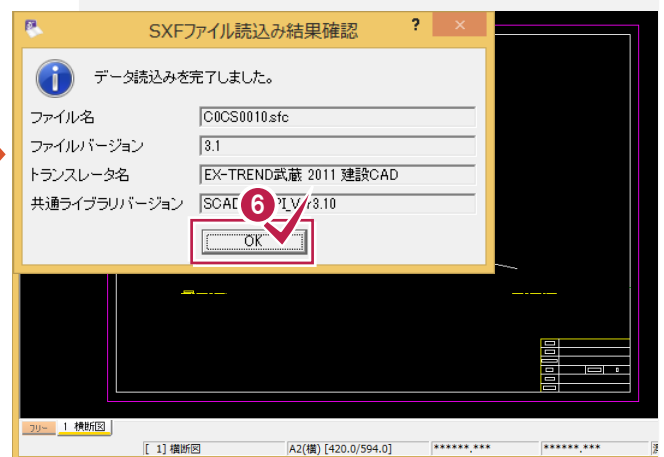 SXFファイル読込み結果確認 ? ×
データ読込みを完了しました。
ファイル名 C0CS0010.sfc
ファイルバージョン 3.1
トランスレータ名 EX-TREND武蔵 2011 建設CAD
共通ライブラリバージョン
6
OK
フリー 1 横断図
[ 1] 横断図 A2(横) [420.0/594.0] ******.*** ******.***